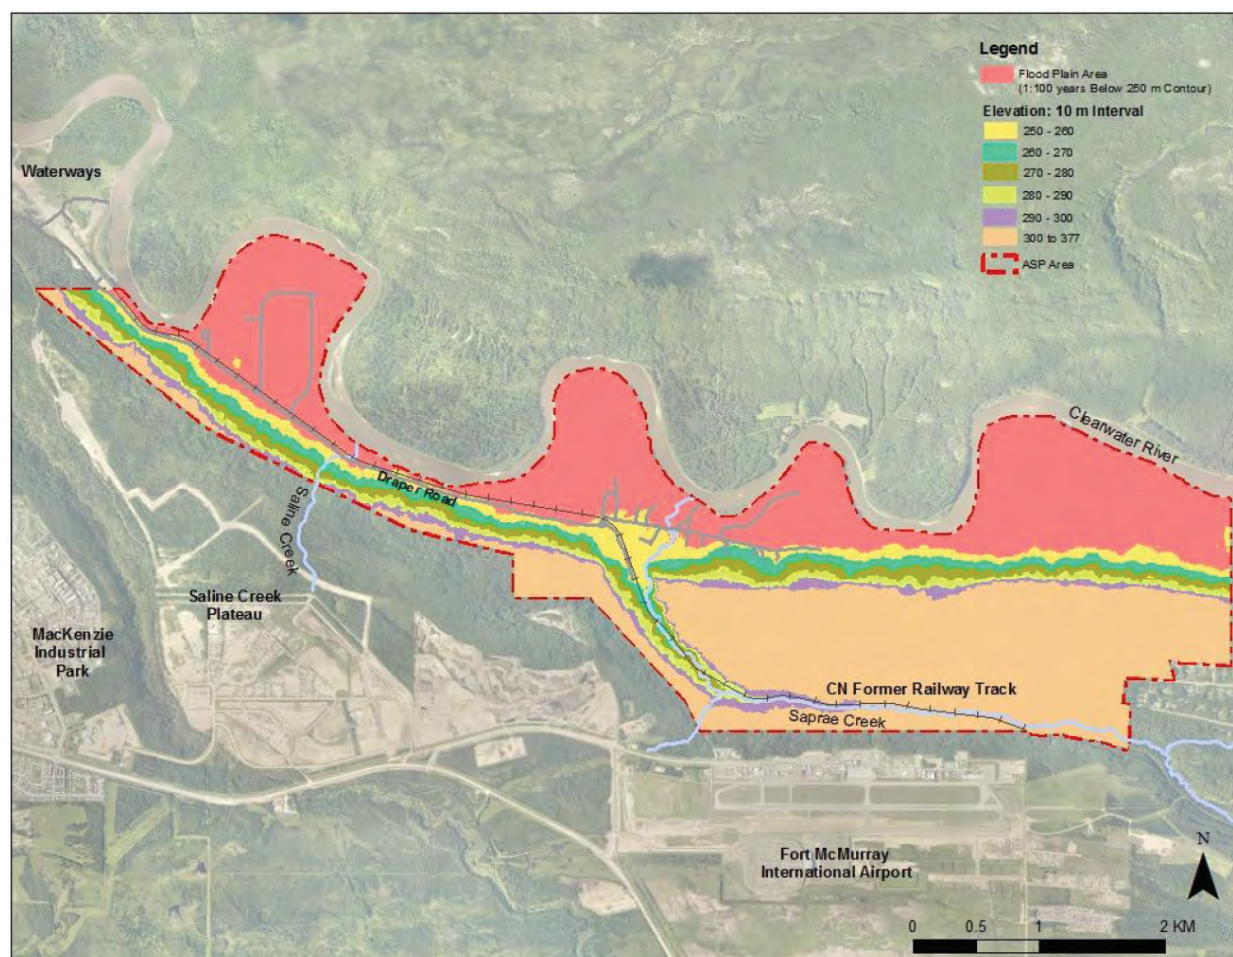 Legend
Flood Plain Area
(1:100 years Below 250 m Contour)
Elevation: 10 m Interval
250 - 260
260 - 270
270 - 280
280 - 290
290 - 300
300 to 377
ASP Area
Waterways
Clearwater River
Draper Road
Saline Creek
Saline Creek
Plateau
MacKenzie
Industrial
Park
CN Former Railway Track
Saprae Creek
Fort McMurray
International Airport
N
0 0.5 1 2 KM